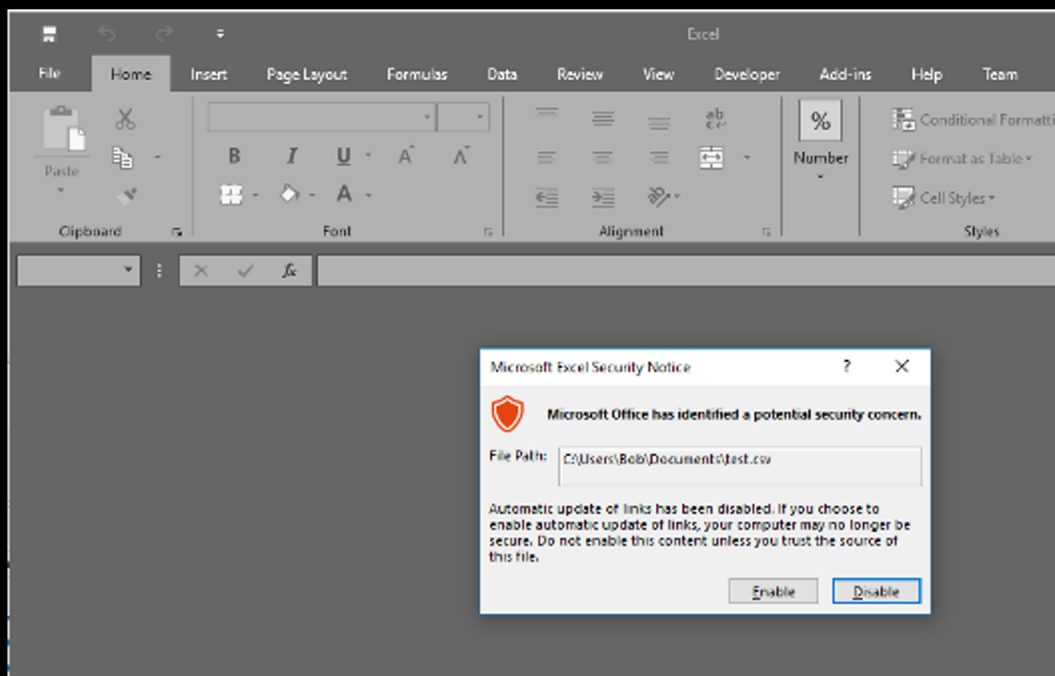 Excel
File Home Insert Page Layout Formulas Data Review View Developer Add-ins Help Team
Paste
Clipboard
B I U A A
A
Font
ab
Alignment
%
Number
Conditional Formatti
Format as Table
Cell Styles
Styles
fx
Microsoft Excel Security Notice ?
Microsoft Office has identified a potential security concern.
File Path: C:\Users\Bob\Documents\test.csv
Automatic update of links has been disabled. If you choose to
enable automatic update of links, your computer may no longer be
secure. Do not enable this content unless you trust the source of
this file.
Enable Disable